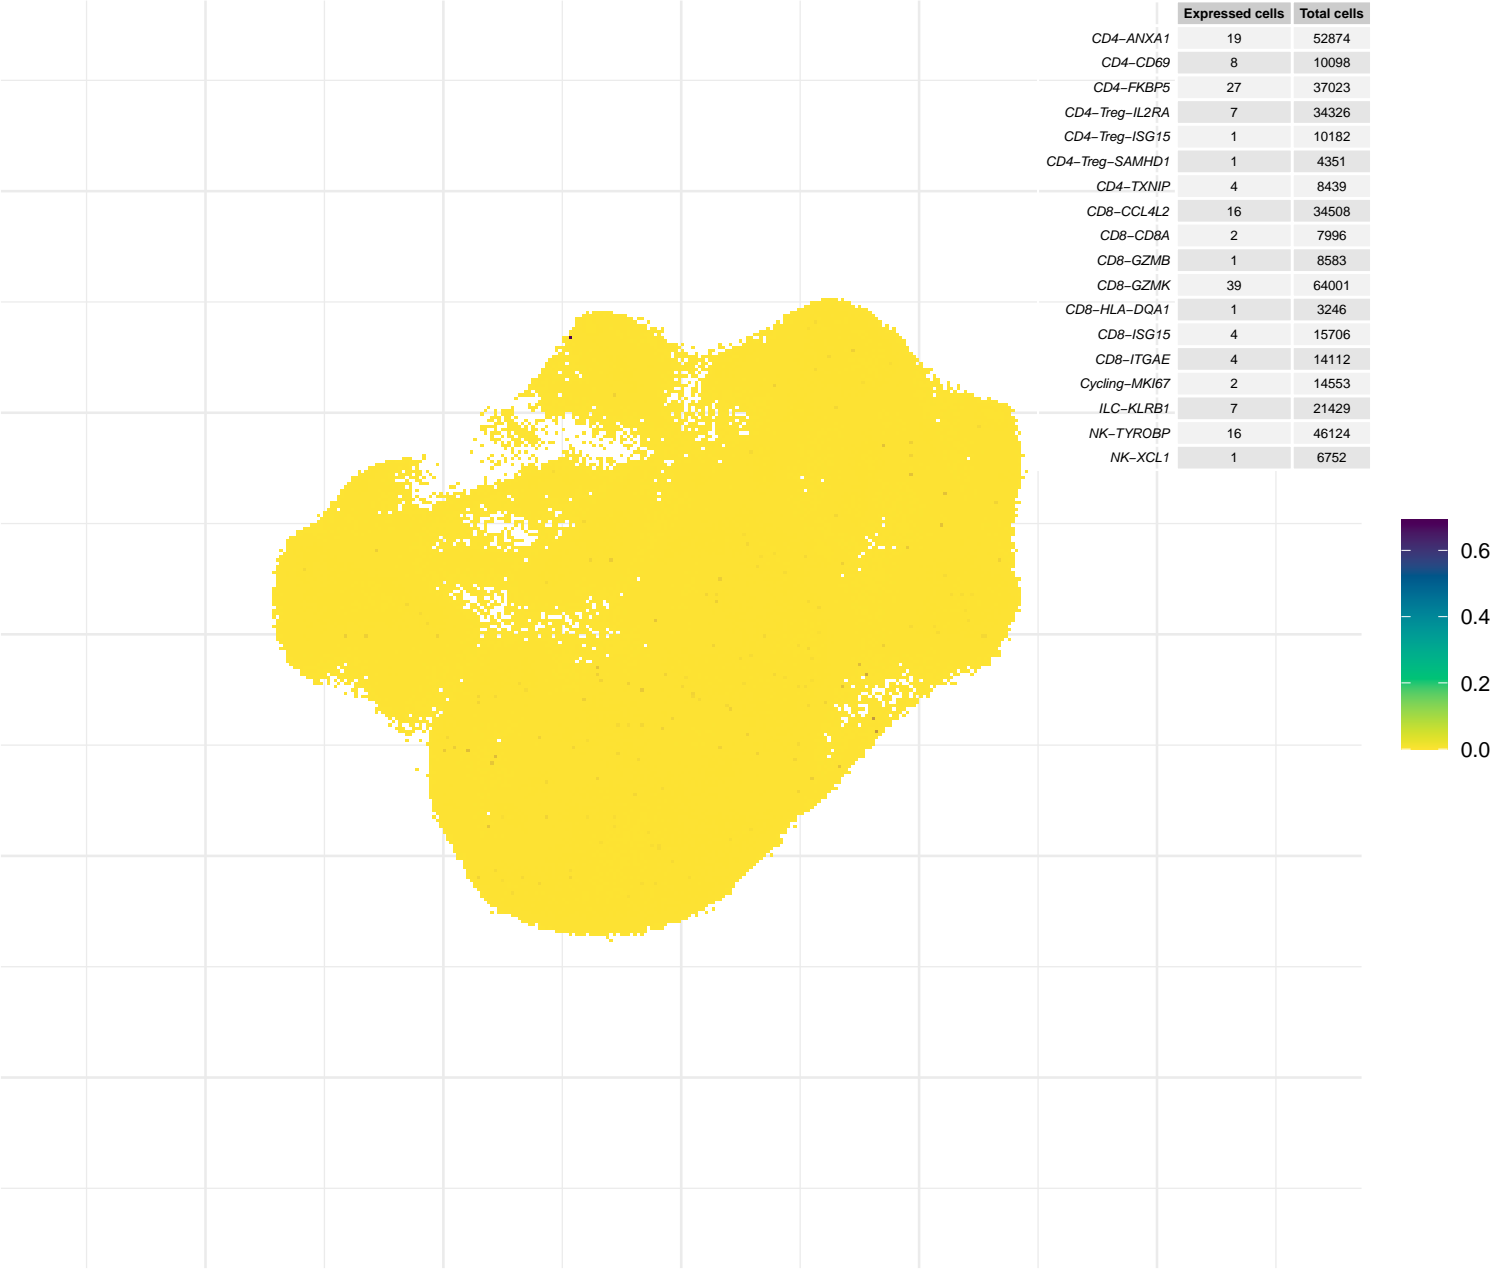 Expressed cells Total cells
CD4−ANXA1 19 52874
CD4−CD69 8 10098
CD4−FKBP5 27 37023
CD4−Treg−IL2RA 7 34326
CD4−Treg−ISG15 1 10182
CD4−Treg−SAMHD1 1 4351
CD4−TXNIP 4 8439
CD8−CCL4L2 16 34508
CD8−CD8A 2 7996
CD8−GZMB 1 8583
CD8−GZMK 39 64001
CD8−HLA−DQA1 1 3246
CD8−ISG15 4 15706
CD8−ITGAE 4 14112
Cycling−MKI67 2 14553
ILC−KLRB1 7 21429
NK−TYROBP 16 46124
NK−XCL1 1 6752
0.6
0.4
0.2
0.0